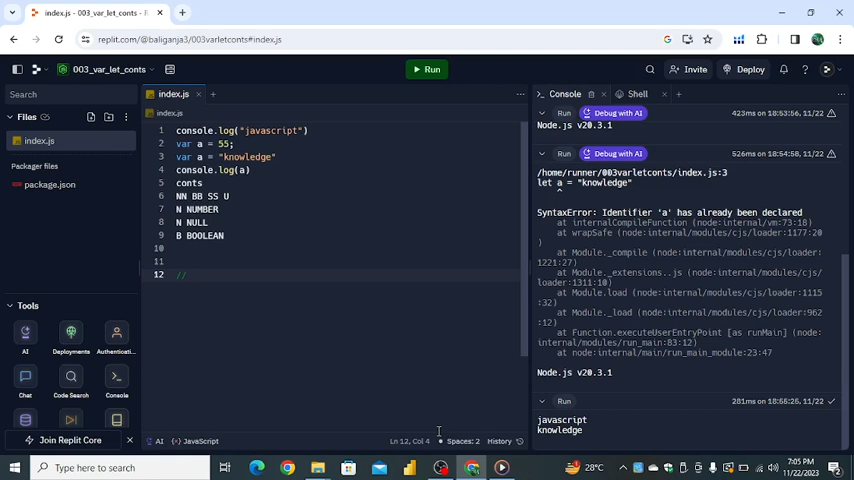 index.js - 003_var_let_conts - R
replit.com/@baliganja3/003varletconts#index.js
003_var_let_conts
Run
Invite
Deploy
Search
Files
index.js
Packager files
package.json
Tools
AI
Deployments
Authenticati...
Chat
Code Search
Console
Join Replit Core
index.js
index.js
1 console.log("javascript")
2 var a = 55;
3 var a = "knowledge"
4 console.log(a)
5 conts
6 NN BB SS U
7 N NUMBER
8 N NULL
9 B BOOLEAN
10
11
12 //
AI
JavaScript
Ln 12, Col 4
Spaces: 2
History
Console
Shell
Run
Debug with AI
423ms on 18:53:56, 11/22
Node.js v20.3.1
Run
Debug with AI
526ms on 18:54:58, 11/22
/home/runner/003varletconts/index.js:3
let a = "knowledge"
^
SyntaxError: Identifier 'a' has already been declared
at internalCompileFunction (node:internal/vm:73:18)
at wrapSafe (node:internal/modules/cjs/loader:1177:20
)
at Module._compile (node:internal/modules/cjs/loader:
1221:27)
at Module._extensions..js (node:internal/modules/cjs/
loader:1311:10)
at Module.load (node:internal/modules/cjs/loader:1115
:32)
at Module._load (node:internal/modules/cjs/loader:962
:12)
at Function.executeUserEntryPoint [as runMain] (node:
internal/modules/run_main:83:12)
at node:internal/main/run_main_module:23:47
Node.js v20.3.1
Run
281ms on 18:55:25, 11/22
javascript
knowledge
Type here to search
28°C
7:05 PM
11/22/2023
2